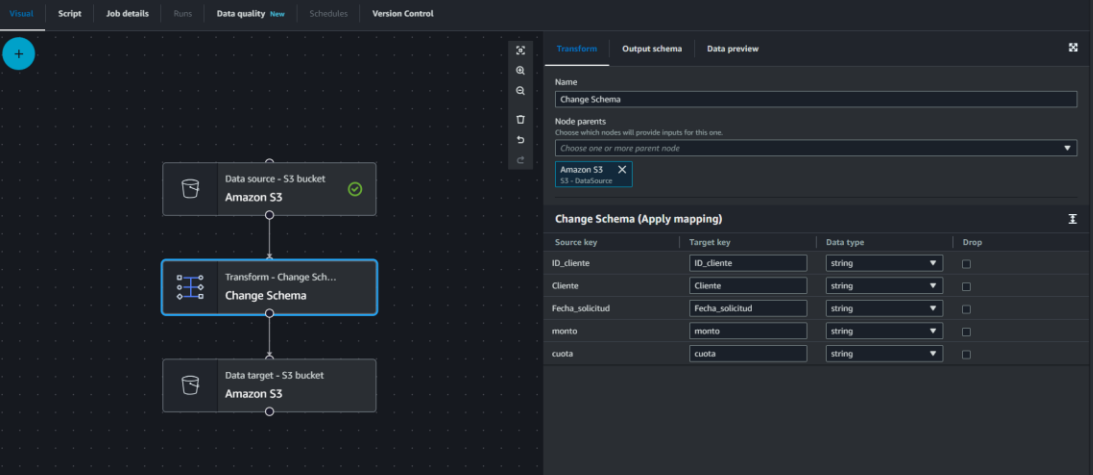 Visual Script Job details Runs Data quality New Schedules Version Control
Data source - S3 bucket
Amazon S3
Transform - Change Sch...
Change Schema
Data target - S3 bucket
Amazon S3
Transform Output schema Data preview
Name
Change Schema
Node parents
Choose which nodes will provide inputs for this one.
Choose one or more parent node
Amazon S3
S3 - DataSource
Change Schema (Apply mapping)
Source key Target key Data type Drop
ID_cliente ID_cliente string
Cliente Cliente string
Fecha_solicitud Fecha_solicitud string
monto monto string
cuota cuota string